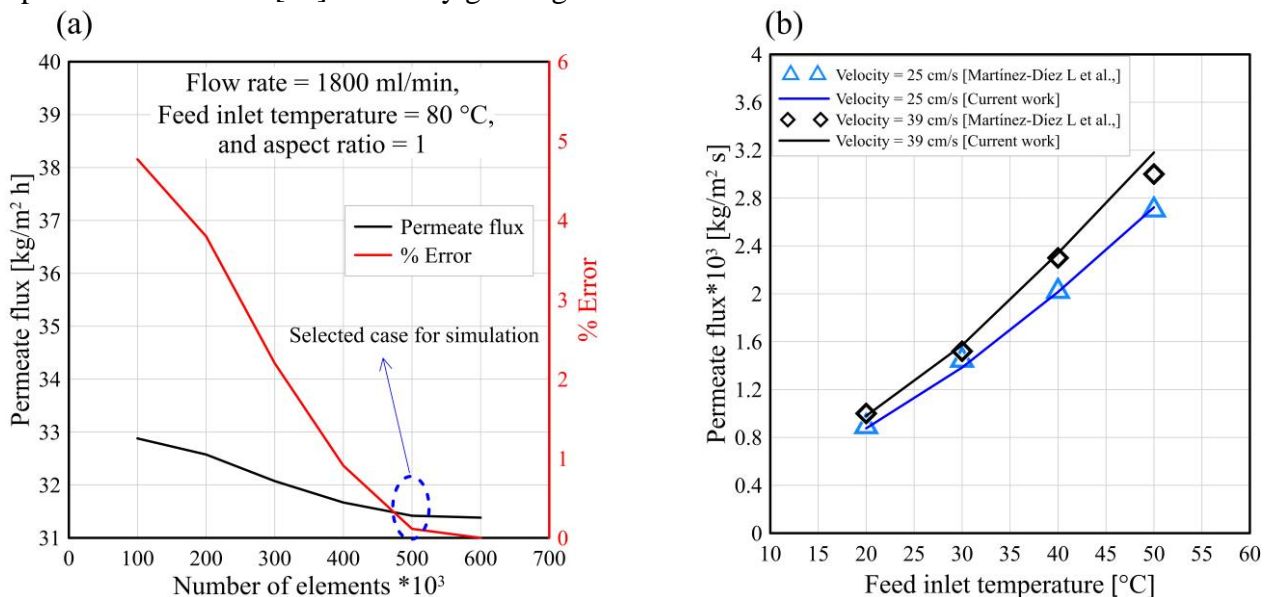 (a)
40
39
38
37
36
35
34
33
32
31
Permeate flux [kg/m² h]
Flow rate = 1800 ml/min,
Feed inlet temperature = 80 °C,
and aspect ratio = 1
Permeate flux
% Error
Selected case for simulation
6
5
4
3
2
1
0
% Error
0 100 200 300 400 500 600 700
Number of elements *10³
(b)
4
3.6
3.2
2.8
2.4
2
1.6
1.2
0.8
0.4
0
Permeate flux*10³ [kg/m² s]
Velocity = 25 cm/s [Martínez-Díez L et al.,]
Velocity = 25 cm/s [Current work]
Velocity = 39 cm/s [Martínez-Díez L et al.,]
Velocity = 39 cm/s [Current work]
10 15 20 25 30 35 40 45 50 55 60
Feed inlet temperature [°C]